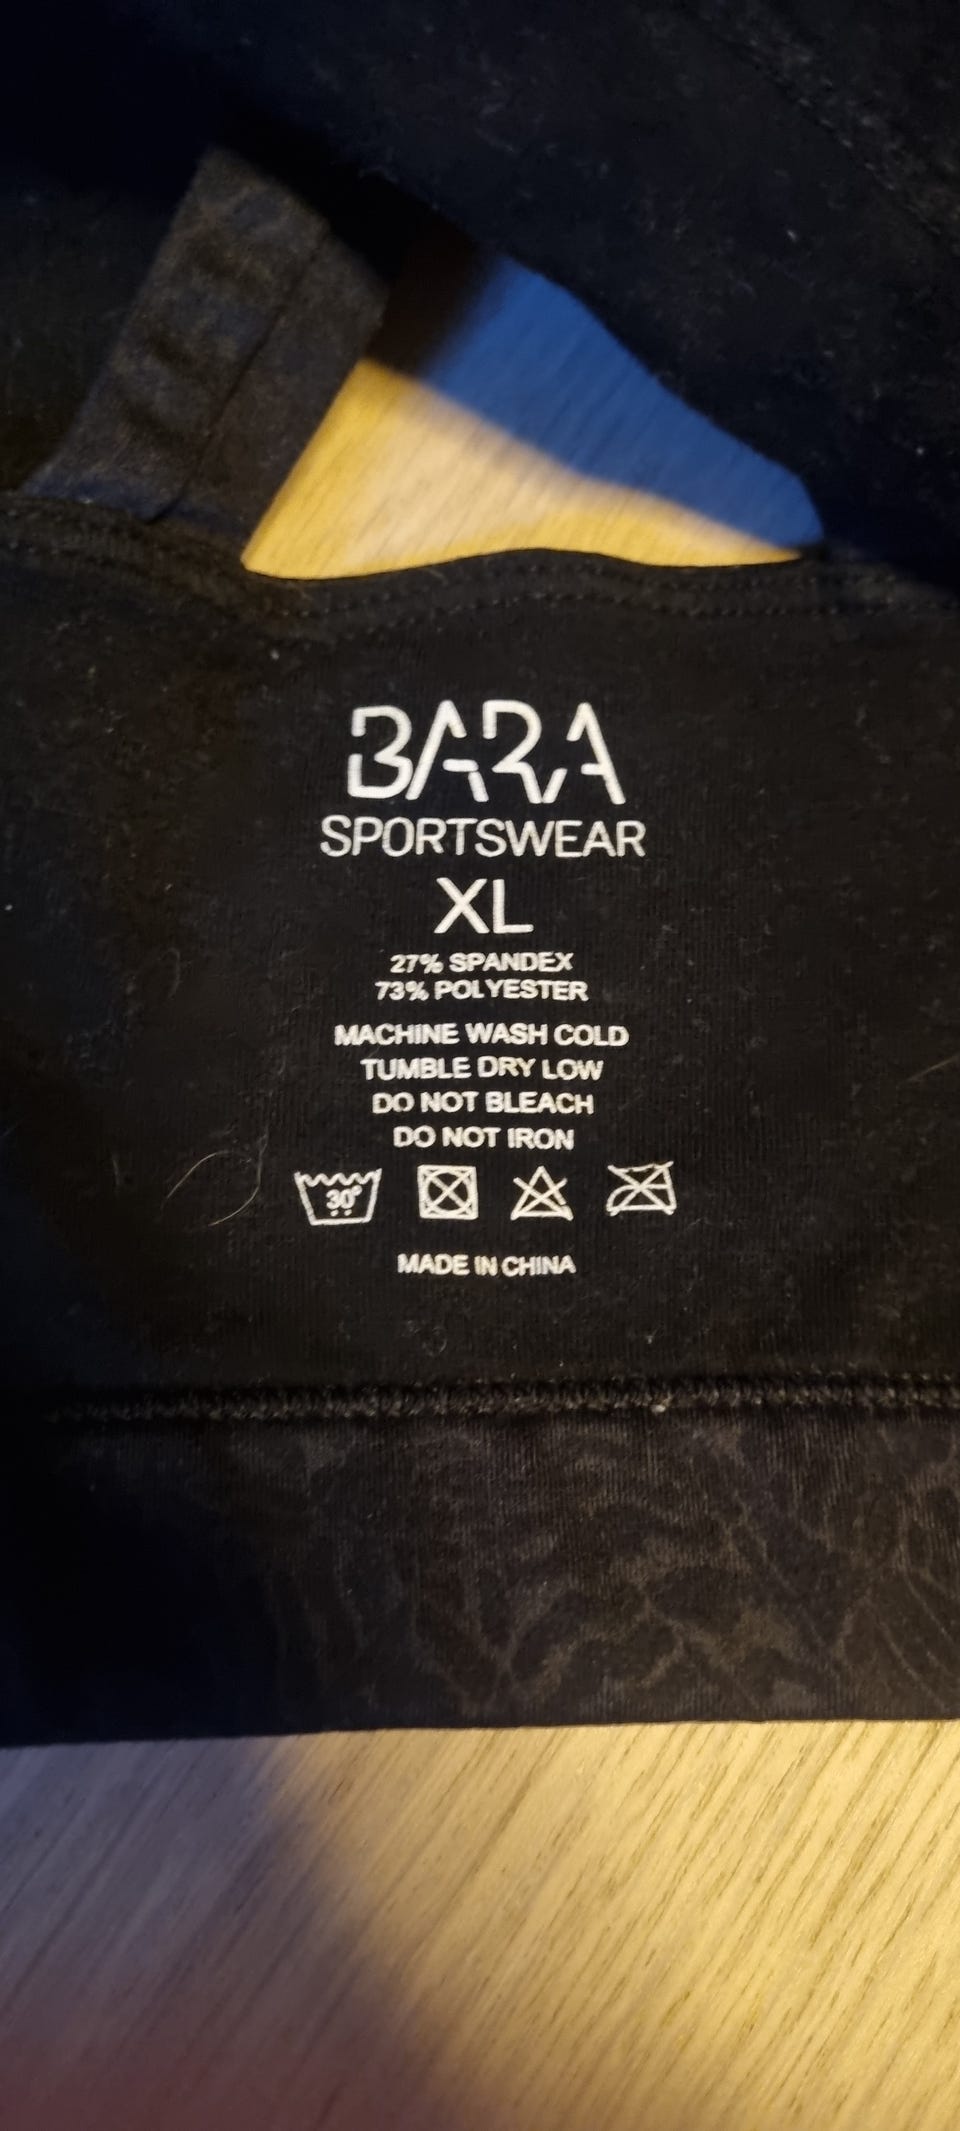 BARA
SPORTSWEAR
XL
27% SPANDEX
73% POLYESTER
MACHINE WASH COLD
TUMBLE DRY LOW
DO NOT BLEACH
DO NOT IRON
30°
MADE IN CHINA